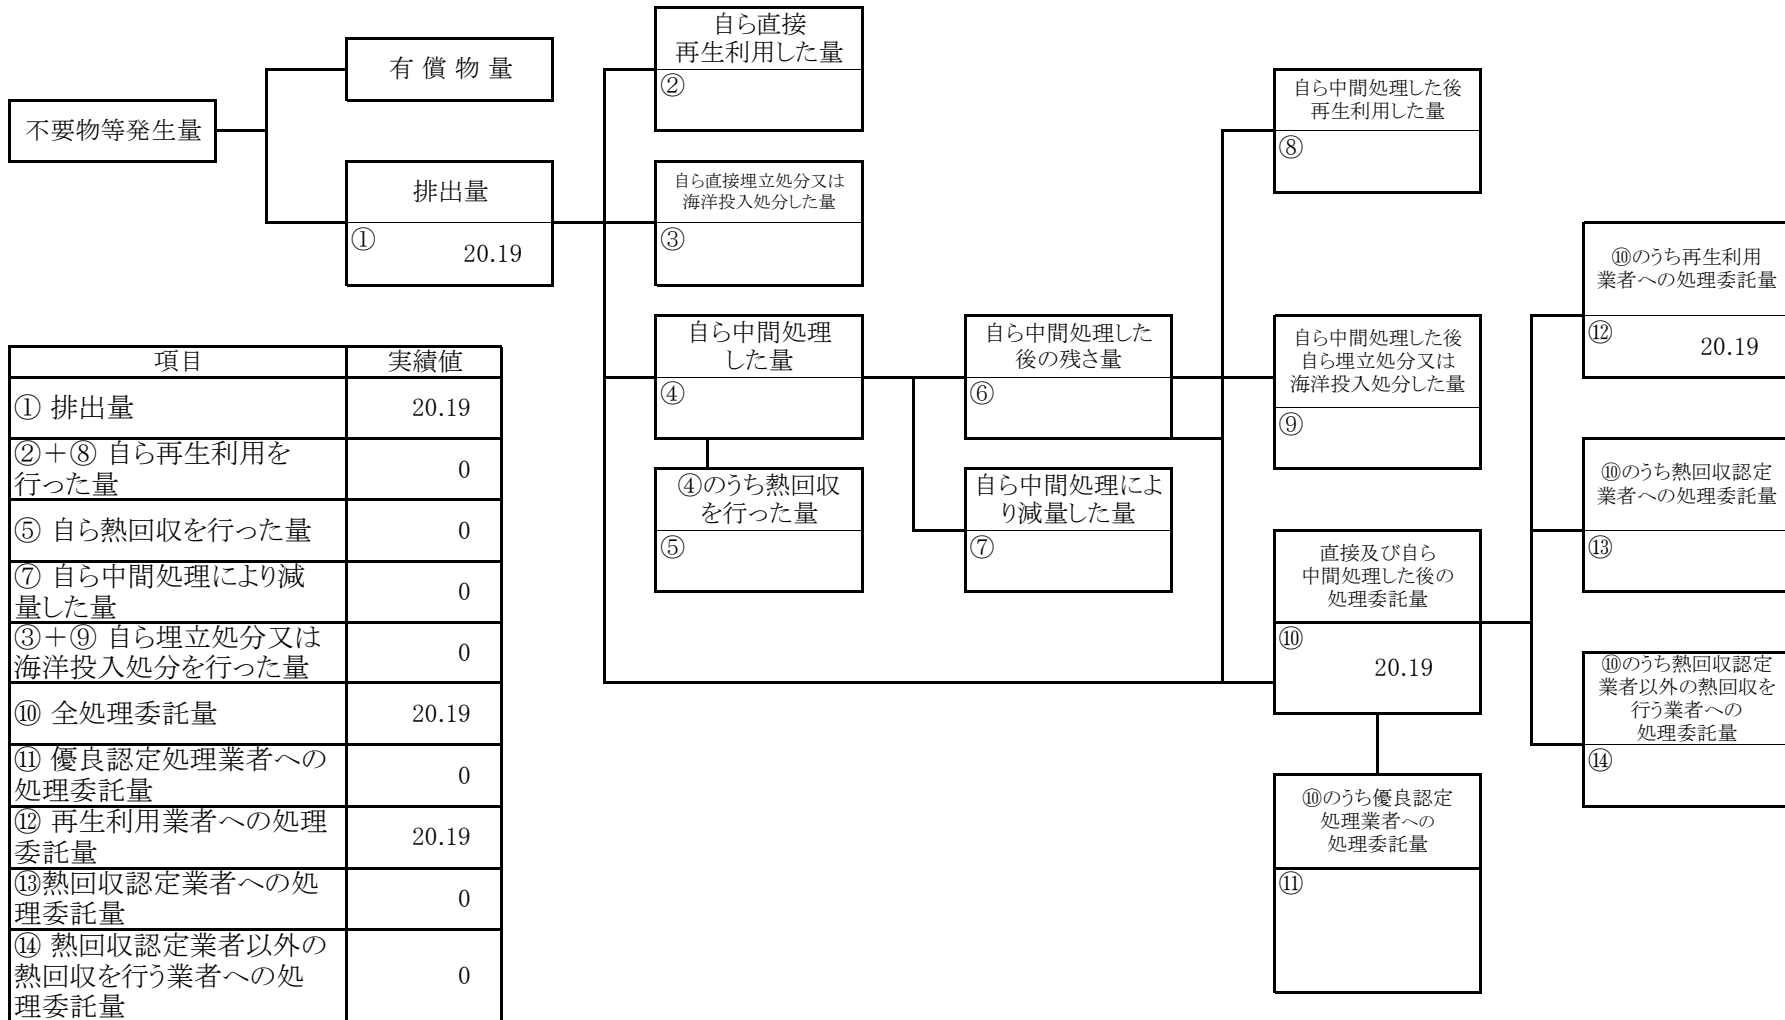 不要物等発生量
有 償 物 量
排出量
①
20.19
自ら直接
再生利用した量
②
自ら直接埋立処分又は
海洋投入処分した量
③
自ら中間処理
した量
④
④のうち熱回収
を行った量
⑤
自ら中間処理した
後の残さ量
⑥
自ら中間処理によ
り減量した量
⑦
自ら中間処理した後
再生利用した量
⑧
自ら中間処理した後
自ら埋立処分又は
海洋投入処分した量
⑨
直接及び自ら
中間処理した後の
処理委託量
⑩
20.19
⑩のうち優良認定
処理業者への
処理委託量
⑪
⑩のうち再生利用
業者への処理委託量
⑫
20.19
⑩のうち熱回収認定
業者への処理委託量
⑬
⑩のうち熱回収認定
業者以外の熱回収を
行う業者への
処理委託量
⑭
項目 実績値
① 排出量 20.19
②+⑧ 自ら再生利用を
行った量 0
⑤ 自ら熱回収を行った量 0
⑦ 自ら中間処理により減
量した量 0
③+⑨ 自ら埋立処分又は
海洋投入処分を行った量 0
⑩ 全処理委託量 20.19
⑪ 優良認定処理業者への
処理委託量 0
⑫ 再生利用業者への処理
委託量 20.19
⑬熱回収認定業者への処
理委託量 0
⑭ 熱回収認定業者以外の
熱回収を行う業者への処
理委託量 0